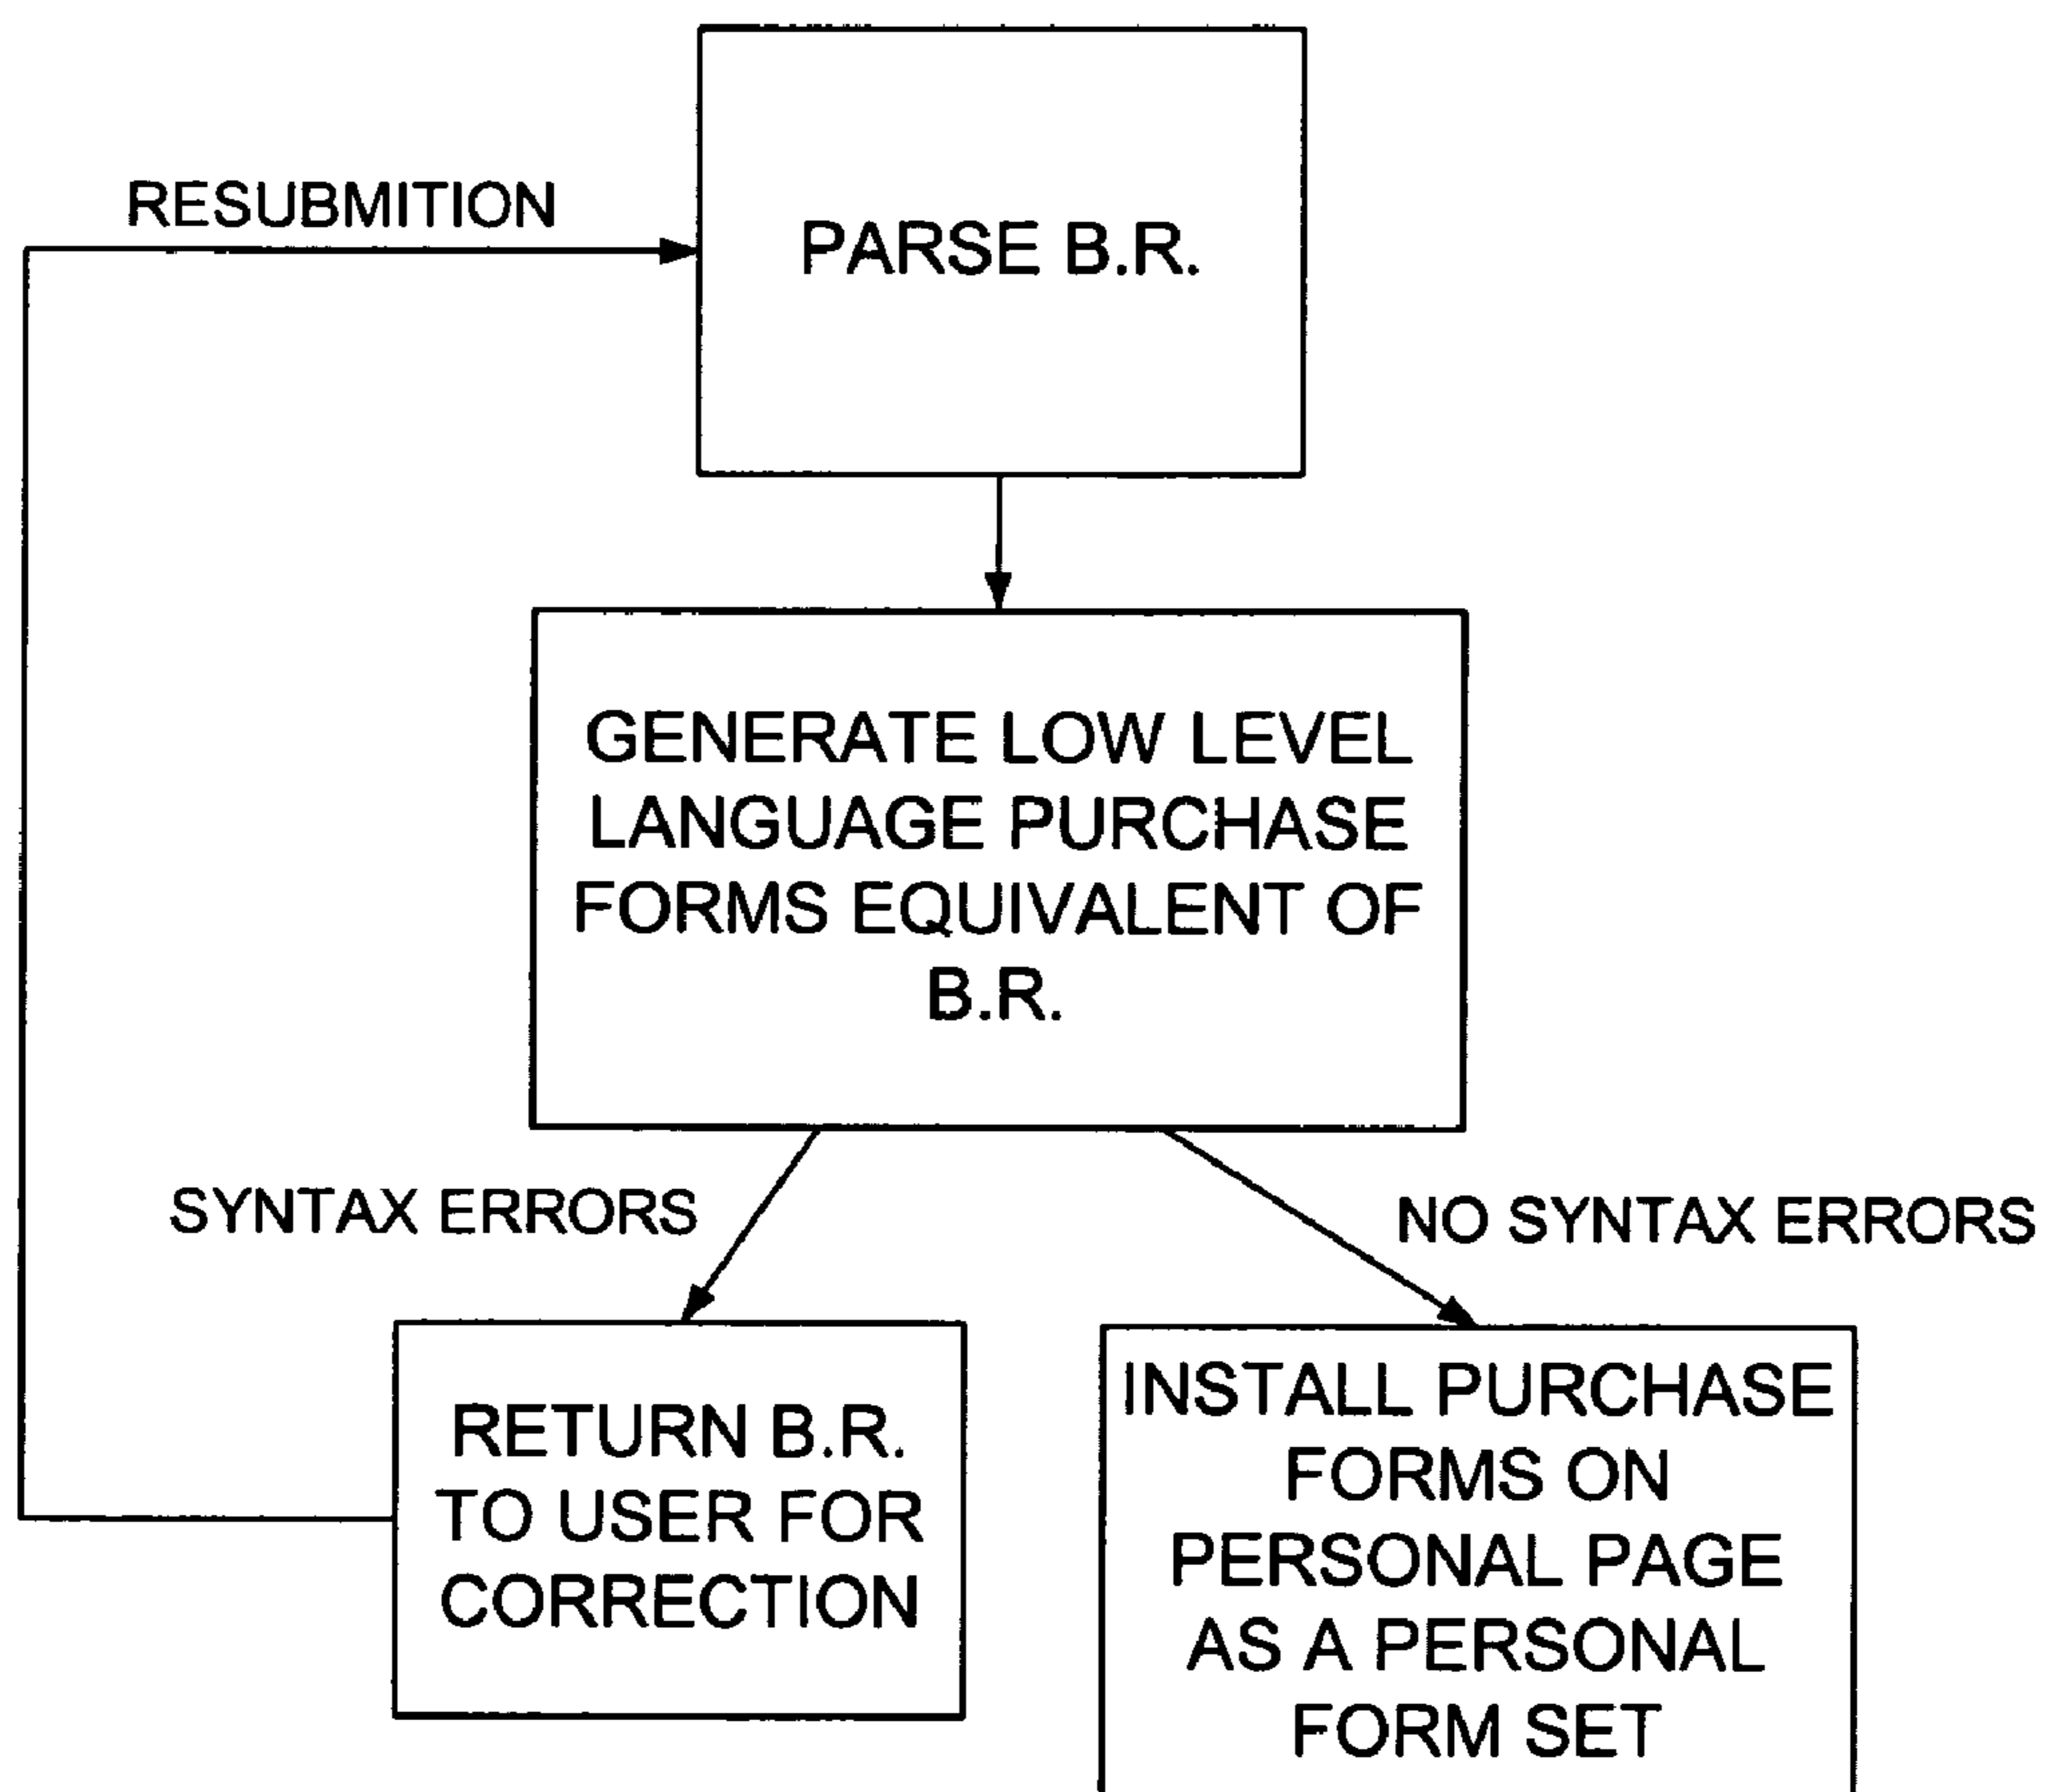 RESUBMITION
PARSE B.R.
GENERATE LOW LEVEL
LANGUAGE PURCHASE
FORMS EQUIVALENT OF
B.R.
SYNTAX ERRORS
NO SYNTAX ERRORS
RETURN B.R.
TO USER FOR
CORRECTION
INSTALL PURCHASE
FORMS ON
PERSONAL PAGE
AS A PERSONAL
FORM SET